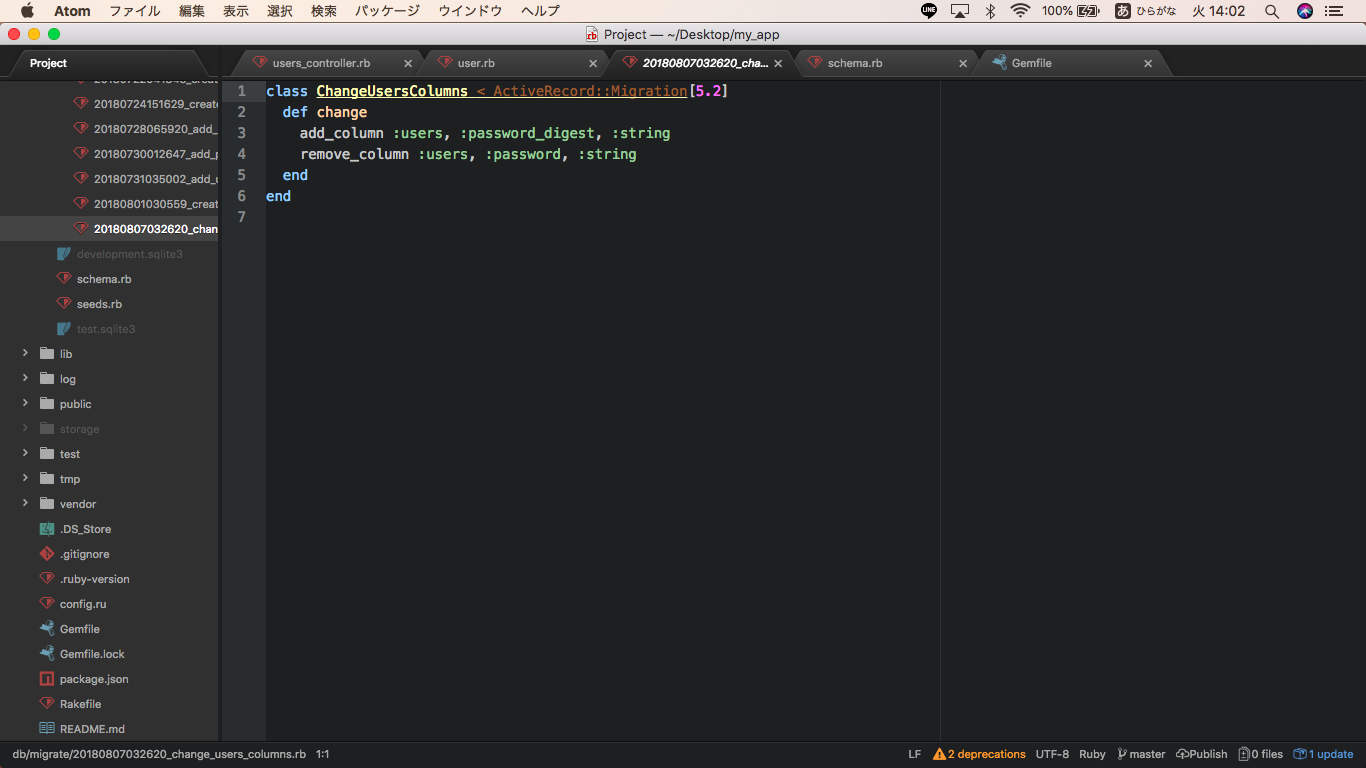 Atom ファイル 編集 表示 選択 検索 パッケージ ウインドウ ヘルプ LINE 100% あ ひらがな 火 14:02
Project — ~/Desktop/my_app
Project users_controller.rb user.rb 20180807032620_cha... schema.rb Gemfile
20180724151629_create
20180728065920_add_
20180730012647_add_p
20180731035002_add_u
20180801030559_creat
20180807032620_chan
development.sqlite3
schema.rb
seeds.rb
test.sqlite3
lib
log
public
storage
test
tmp
vendor
.DS_Store
.gitignore
.ruby-version
config.ru
Gemfile
Gemfile.lock
package.json
Rakefile
README.md
1 class ChangeUsersColumns < ActiveRecord::Migration[5.2]
2 def change
3 add_column :users, :password_digest, :string
4 remove_column :users, :password, :string
5 end
6 end
7
db/migrate/20180807032620_change_users_columns.rb 1:1 LF 2 deprecations UTF-8 Ruby master Publish 0 files 1 update